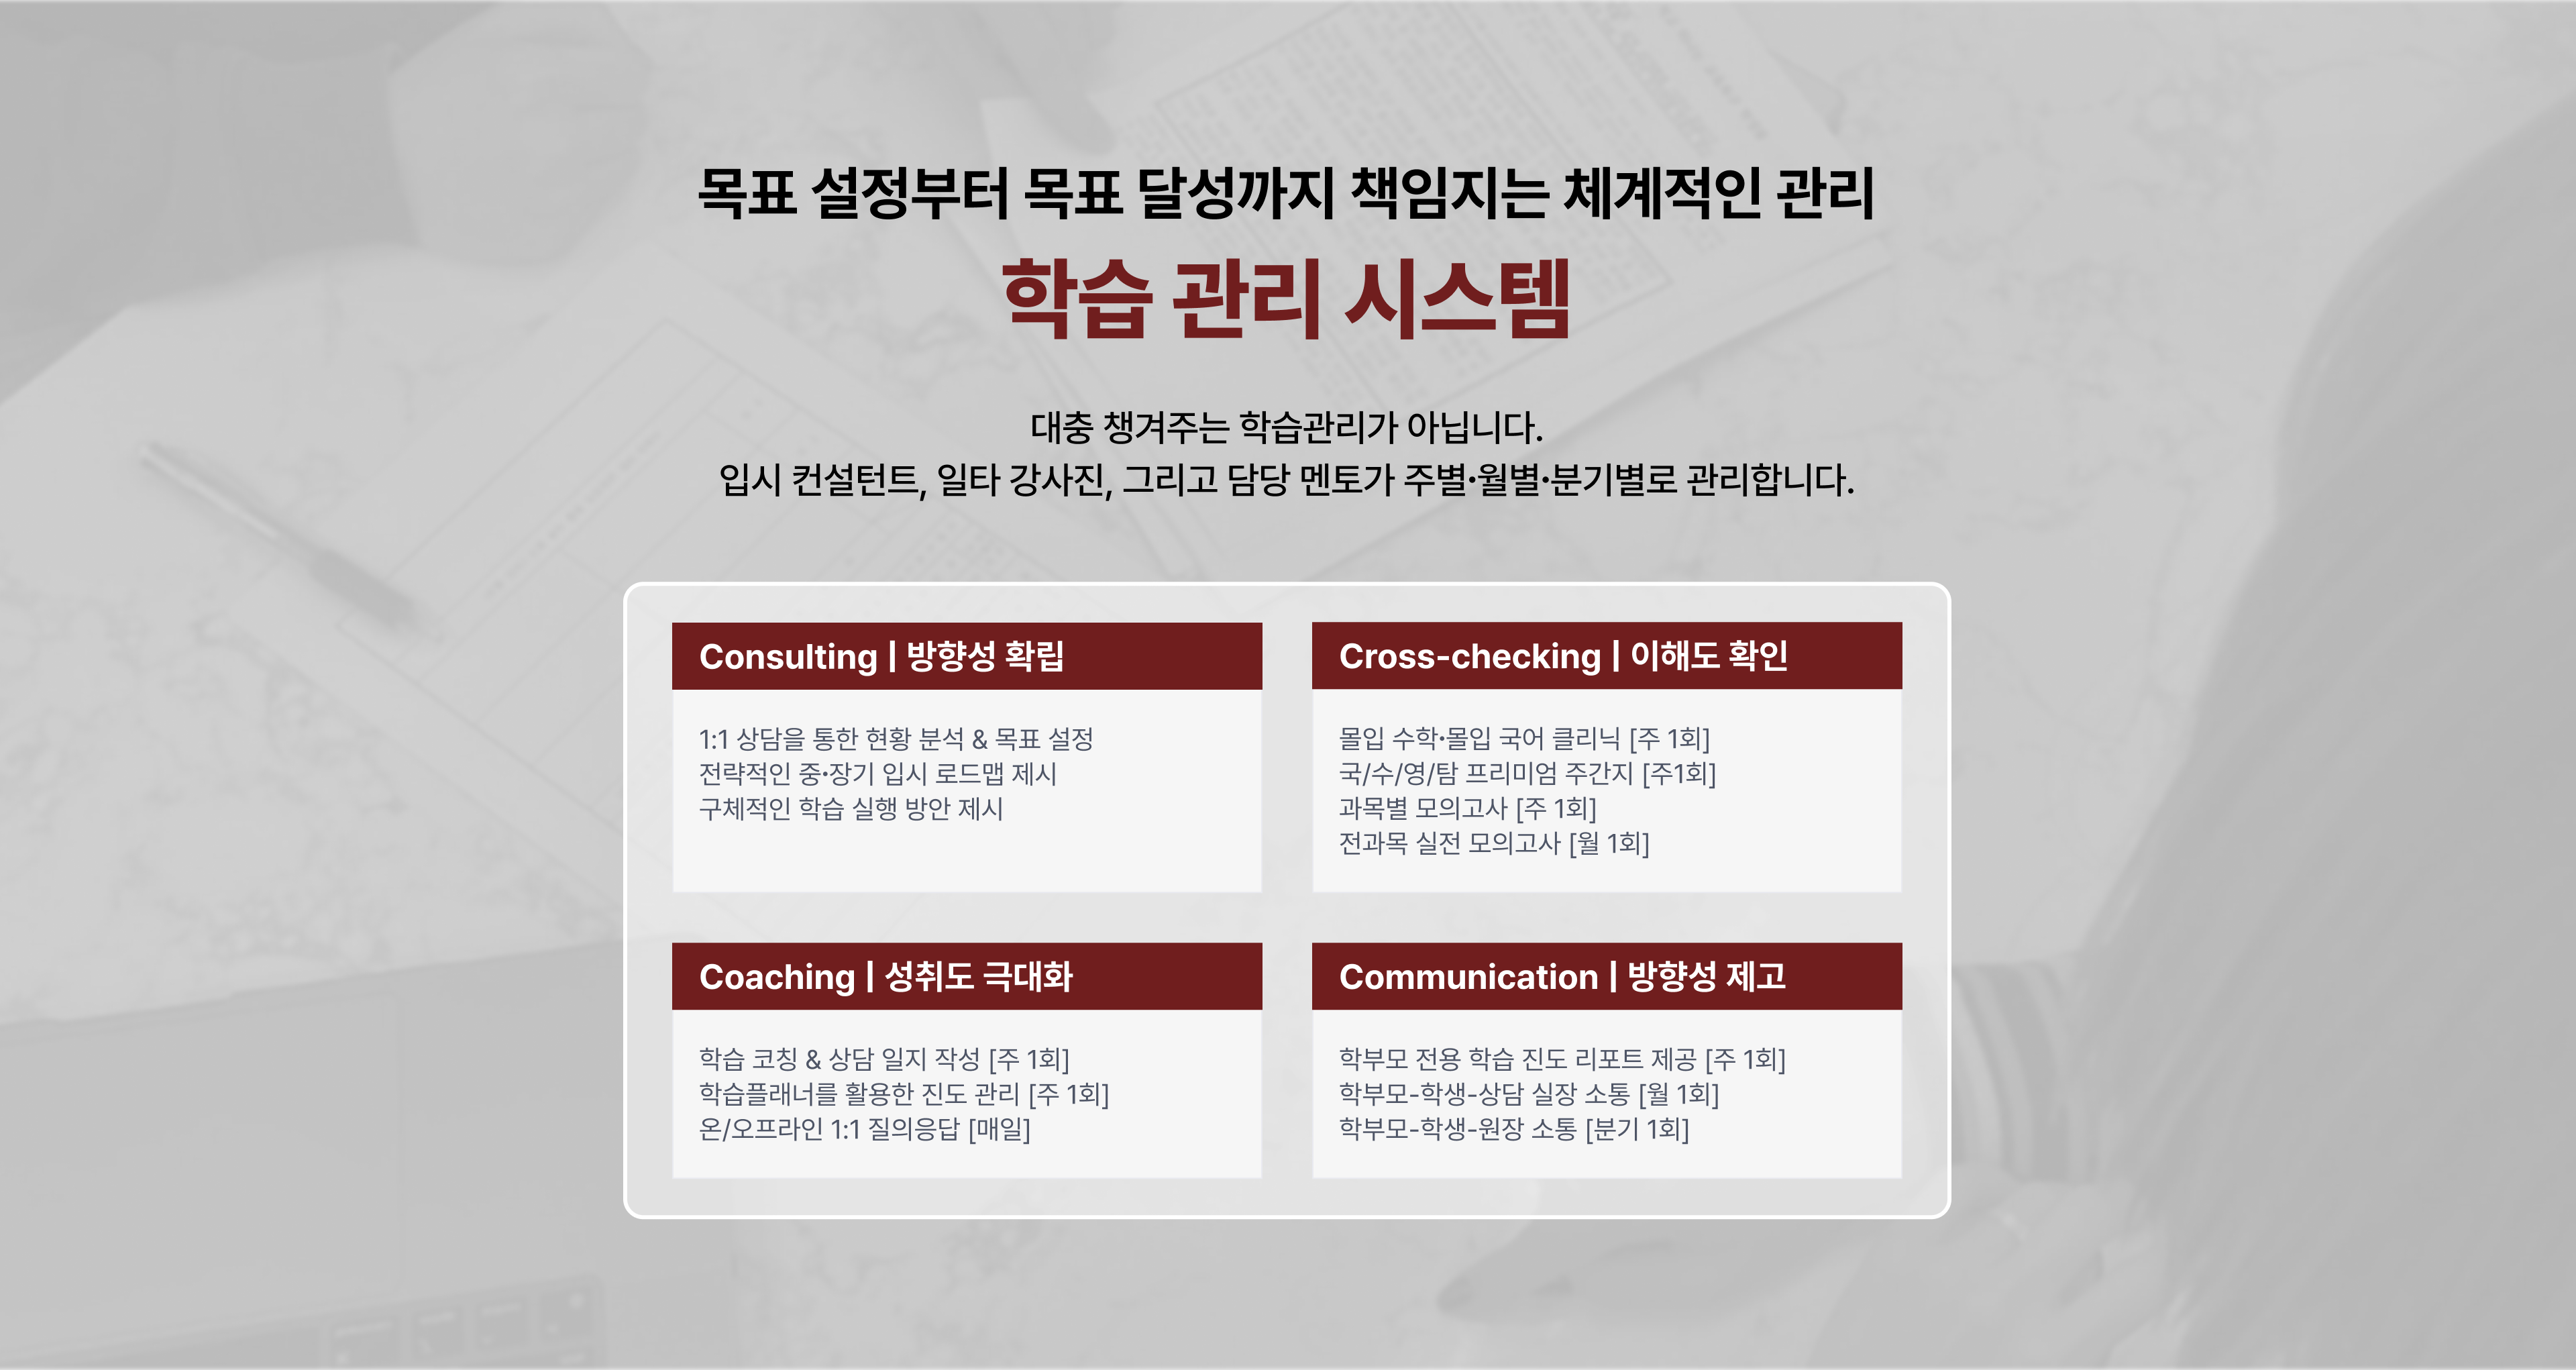 목표 설정부터 목표 달성까지 책임지는 체계적인 관리
학습 관리 시스템
대충 챙겨주는 학습관리가 아닙니다.
입시 컨설턴트, 일타 강사진, 그리고 담당 멘토가 주별•월별•분기별로 관리합니다.
Consulting | 방향성 확립
1:1 상담을 통한 현황 분석 & 목표 설정
전략적인 중•장기 입시 로드맵 제시
구체적인 학습 실행 방안 제시
Cross-checking | 이해도 확인
몰입 수학•몰입 국어 클리닉 [주 1회]
국/수/영/탐 프리미엄 주간지 [주1회]
과목별 모의고사 [주 1회]
전과목 실전 모의고사 [월 1회]
Coaching | 성취도 극대화
학습 코칭 & 상담 일지 작성 [주 1회]
학습플래너를 활용한 진도 관리 [주 1회]
온/오프라인 1:1 질의응답 [매일]
Communication | 방향성 제고
학부모 전용 학습 진도 리포트 제공 [주 1회]
학부모-학생-상담 실장 소통 [월 1회]
학부모-학생-원장 소통 [분기 1회]